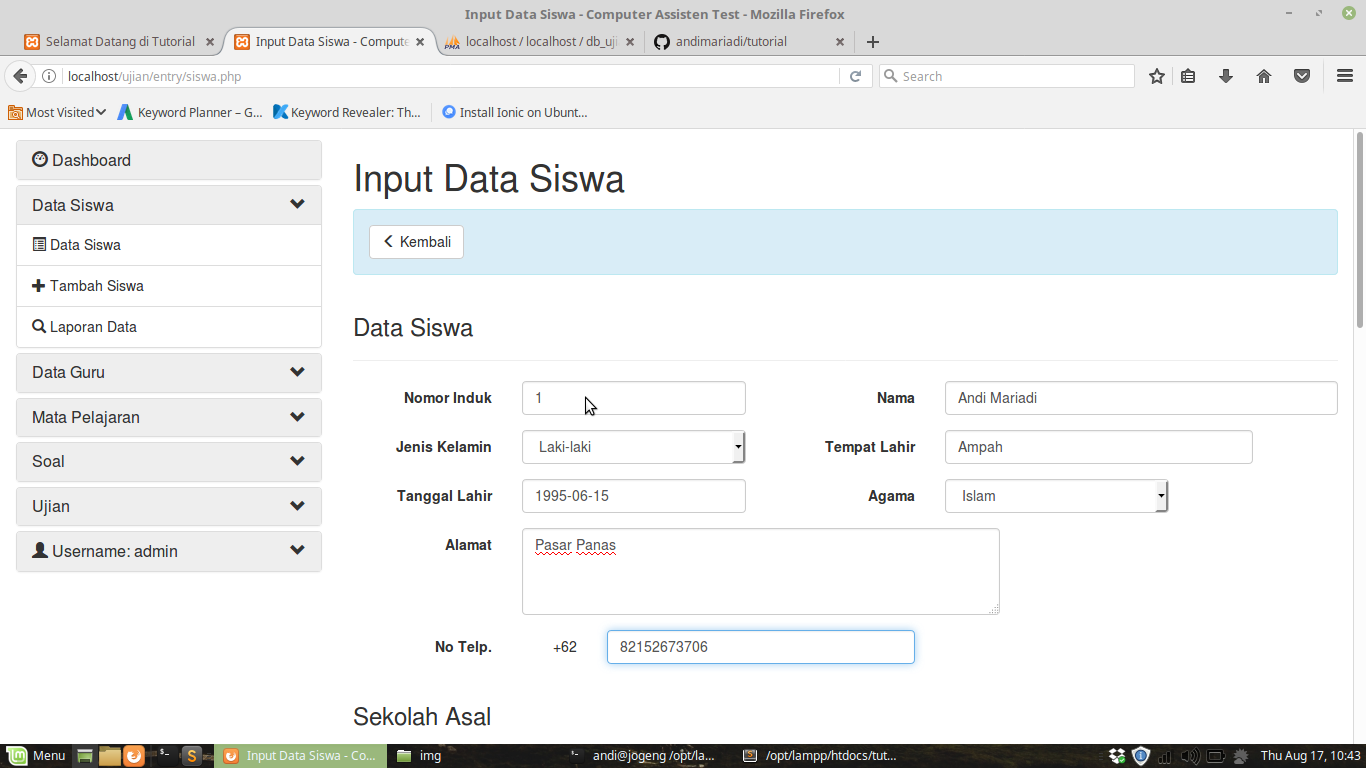 Input Data Siswa - Computer Assisten Test - Mozilla Firefox
Selamat Datang di Tutorial
Input Data Siswa - Compute
localhost / localhost / db_uji
andimariadi/tutorial
localhost/ujian/entry/siswa.php
Search
Most Visited
Keyword Planner – G...
Keyword Revealer: Th...
Install Ionic on Ubunt...
Dashboard
Data Siswa
Data Siswa
Tambah Siswa
Laporan Data
Data Guru
Mata Pelajaran
Soal
Ujian
Username: admin
Input Data Siswa
Kembali
Data Siswa
Nomor Induk 1 Nama Andi Mariadi
Jenis Kelamin Laki-laki Tempat Lahir Ampah
Tanggal Lahir 1995-06-15 Agama Islam
Alamat Pasar Panas
No Telp. +62 82152673706
Sekolah Asal
Menu
Input Data Siswa - Co...
img
andi@jogeng /opt/la...
/opt/lampp/htdocs/tut...
Thu Aug 17, 10:43